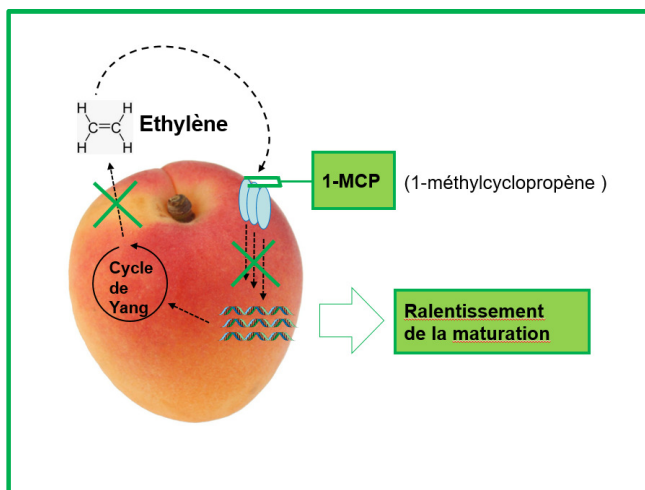 H H
C=C
H H
Ethylène
1-MCP (1-méthylcyclopropène )
Cycle
de
Yang
Ralentissement
de la maturation